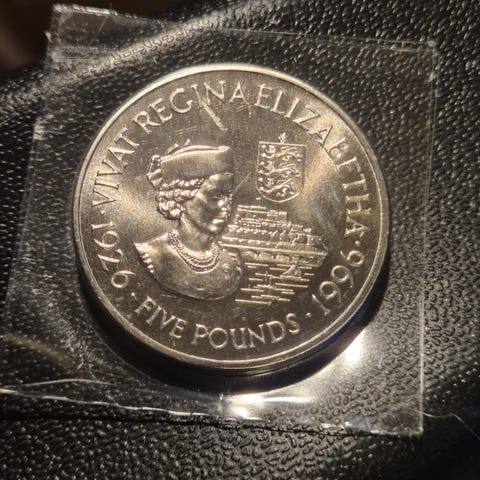 VIVAT REGINA ELIZABETHA
1926 · FIVE POUNDS · 1996